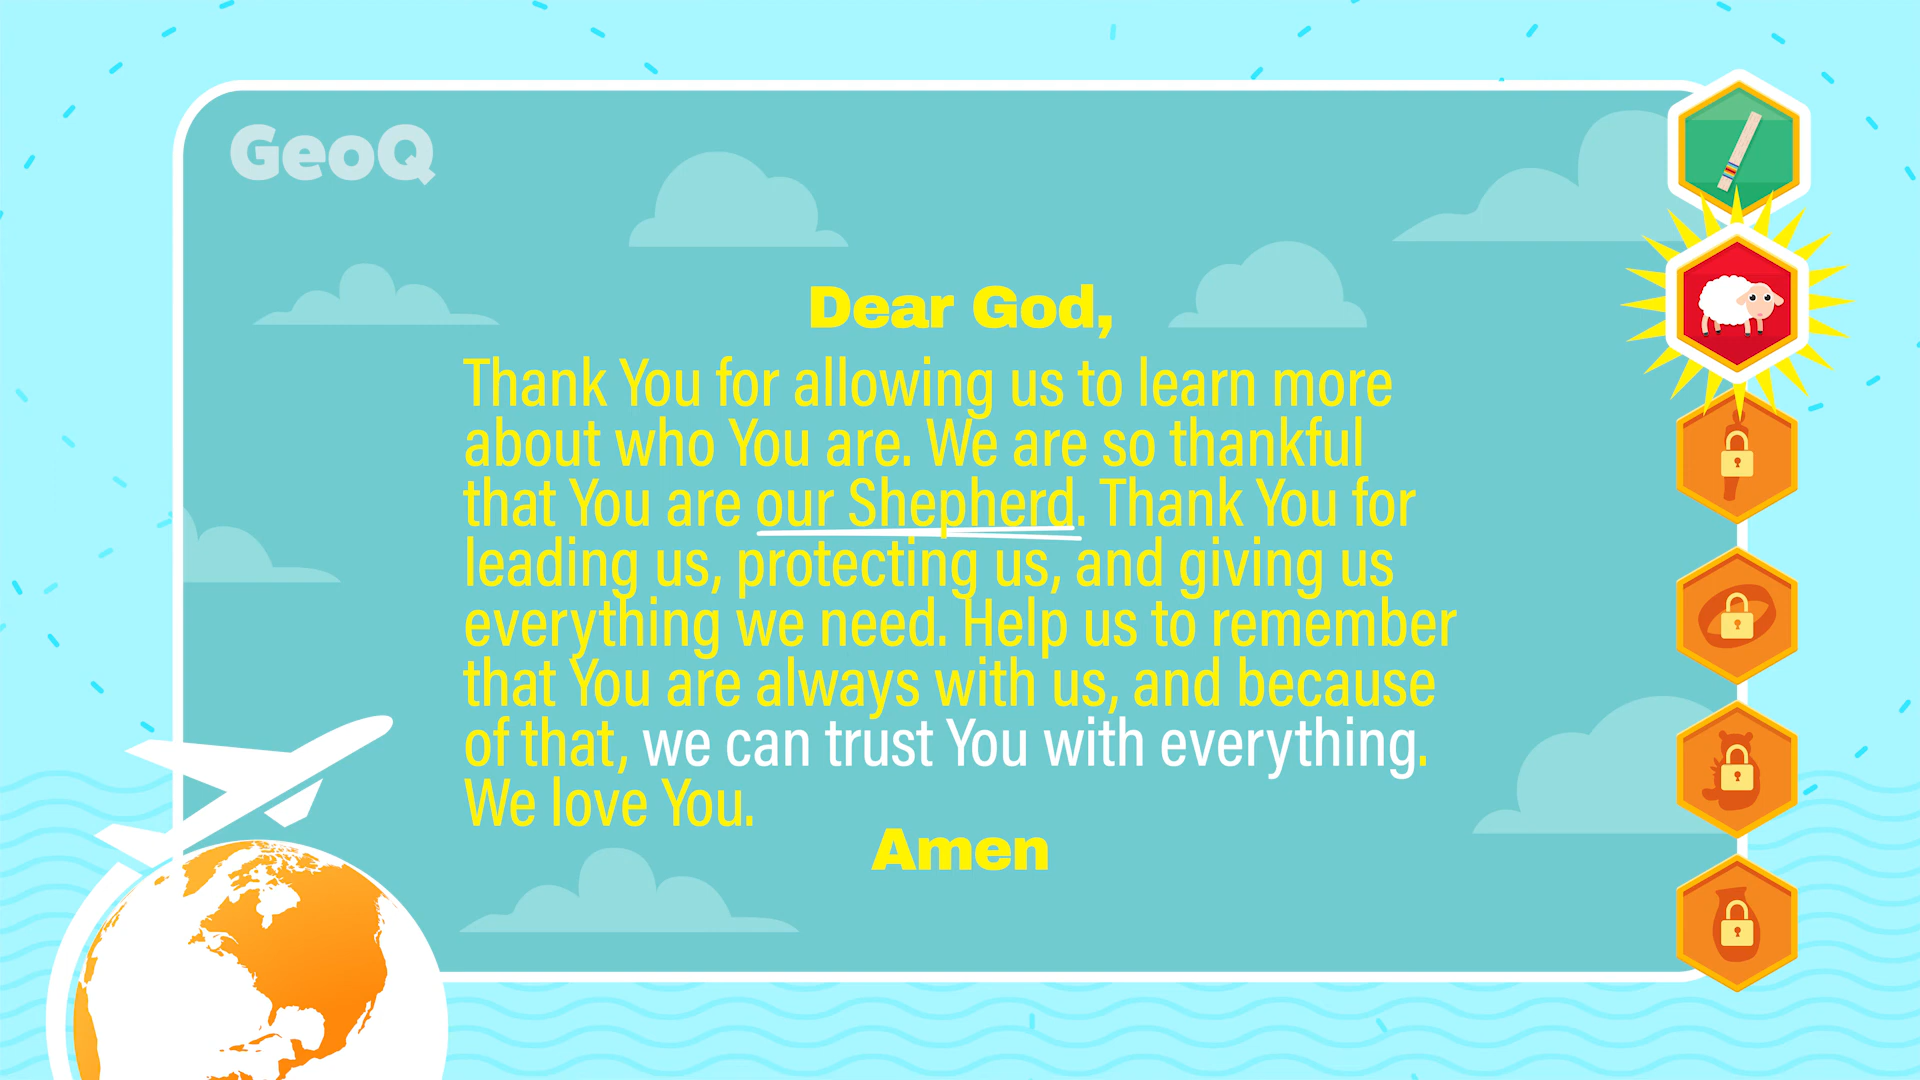 GeoQ
Dear God,
Thank You for allowing us to learn more
about who You are. We are so thankful
that You are our Shepherd. Thank You for
leading us, protecting us, and giving us
everything we need. Help us to remember
that You are always with us, and because
of that, we can trust You with everything.
We love You.
Amen